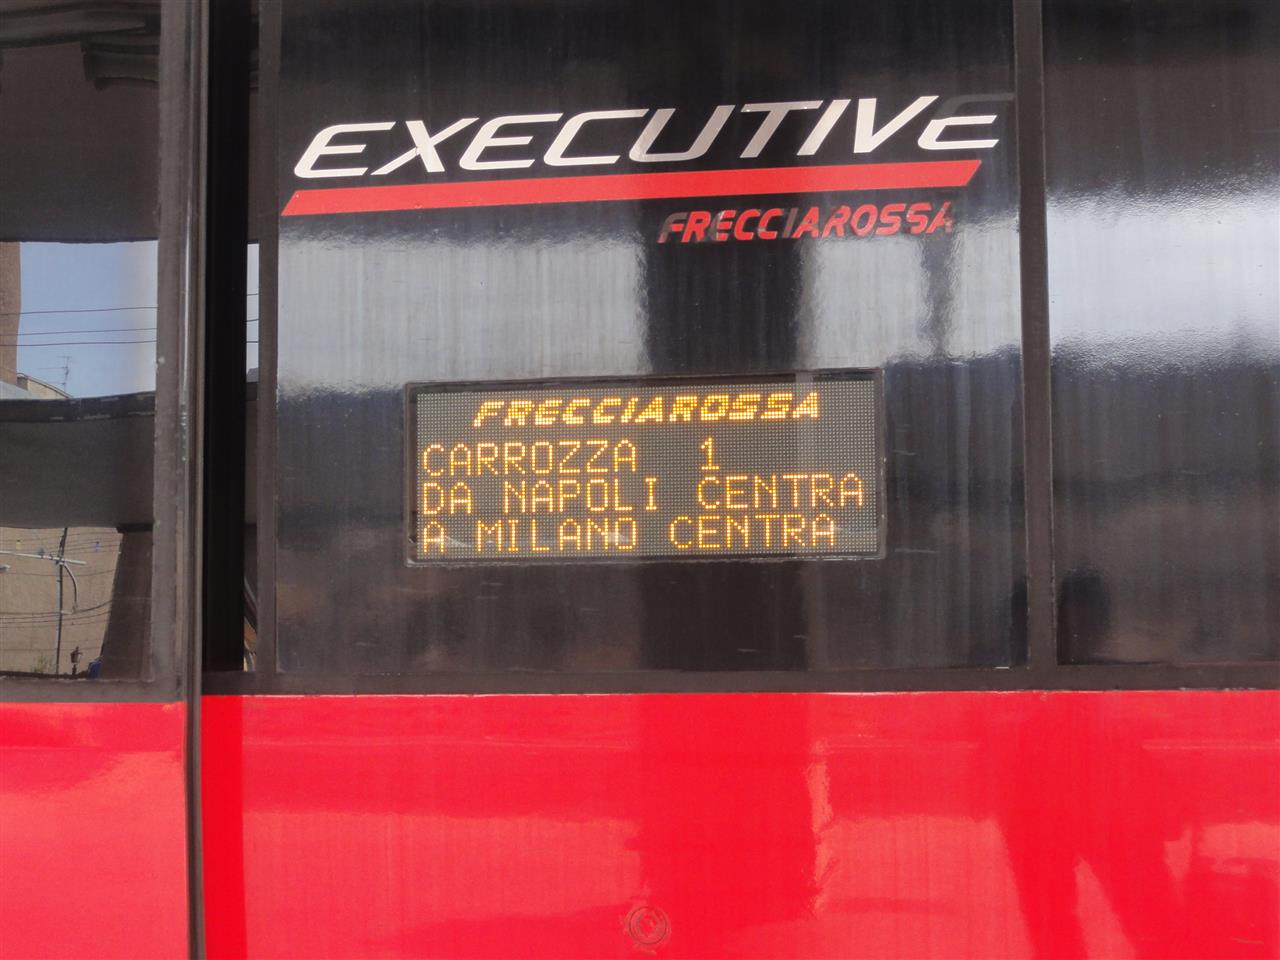 EXECUTIVE
FRECCIAROSSA
FRECCIAROSSA
CARROZZA 1
DA NAPOLI CENTRA
A MILANO CENTRA